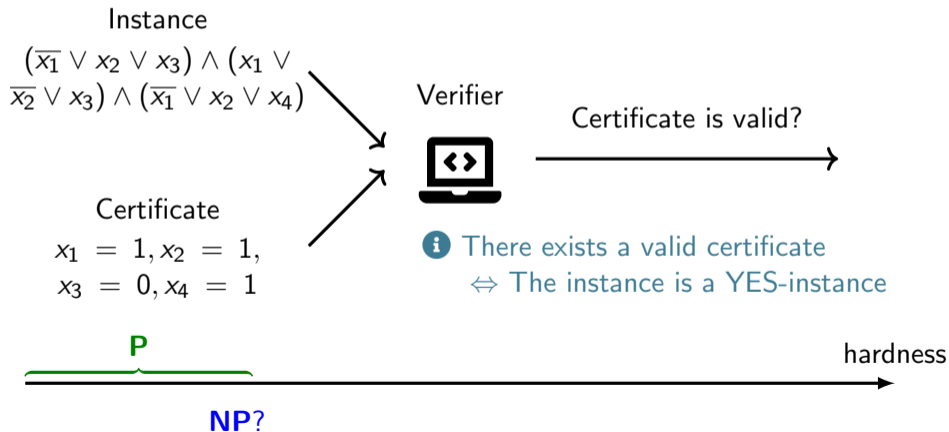 Instance
(x̅₁ ∨ x₂ ∨ x₃) ∧ (x₁ ∨
x̅₂ ∨ x₃) ∧ (x̅₁ ∨ x₂ ∨ x₄)
Verifier
Certificate is valid?
Certificate
x₁ = 1, x₂ = 1,
x₃ = 0, x₄ = 1
There exists a valid certificate
⇔ The instance is a YES-instance
P
hardness
NP?